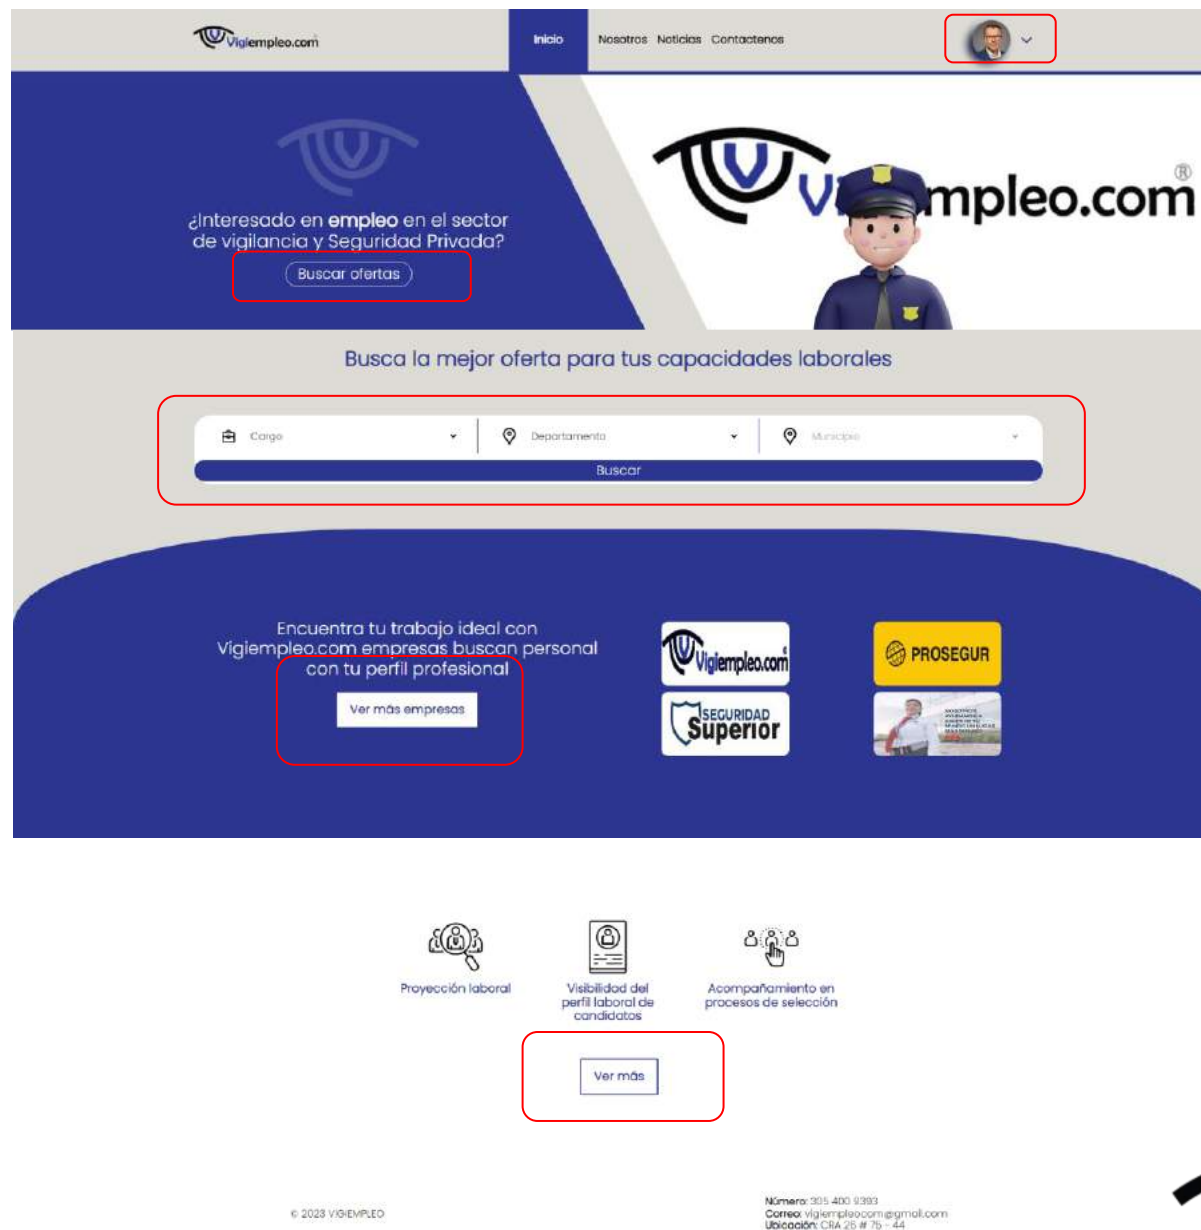 Vigiempleo.com
Inicio
Nosotros Noticias Contactenos
¿Interesado en empleo en el sector
de vigilancia y Seguridad Privada?
Buscar ofertas
Vi mpleo.com®
Busca la mejor oferta para tus capacidades laborales
Cargo
Departamento
Municipio
Buscar
Encuentra tu trabajo ideal con
Vigiempleo.com empresas buscan personal
con tu perfil profesional
Ver más empresas
Vigiempleo.com
PROSEGUR
SEGURIDAD
Superior
Proyección laboral
Visibilidad del
perfil laboral de
candidatos
Acompañamiento en
procesos de selección
Ver más
© 2023 VIGIEMPLEO
Número: 305 400 9393
Correo: vigiempleocom@gmail.com
Ubicación: CRA 26 # 75 - 44